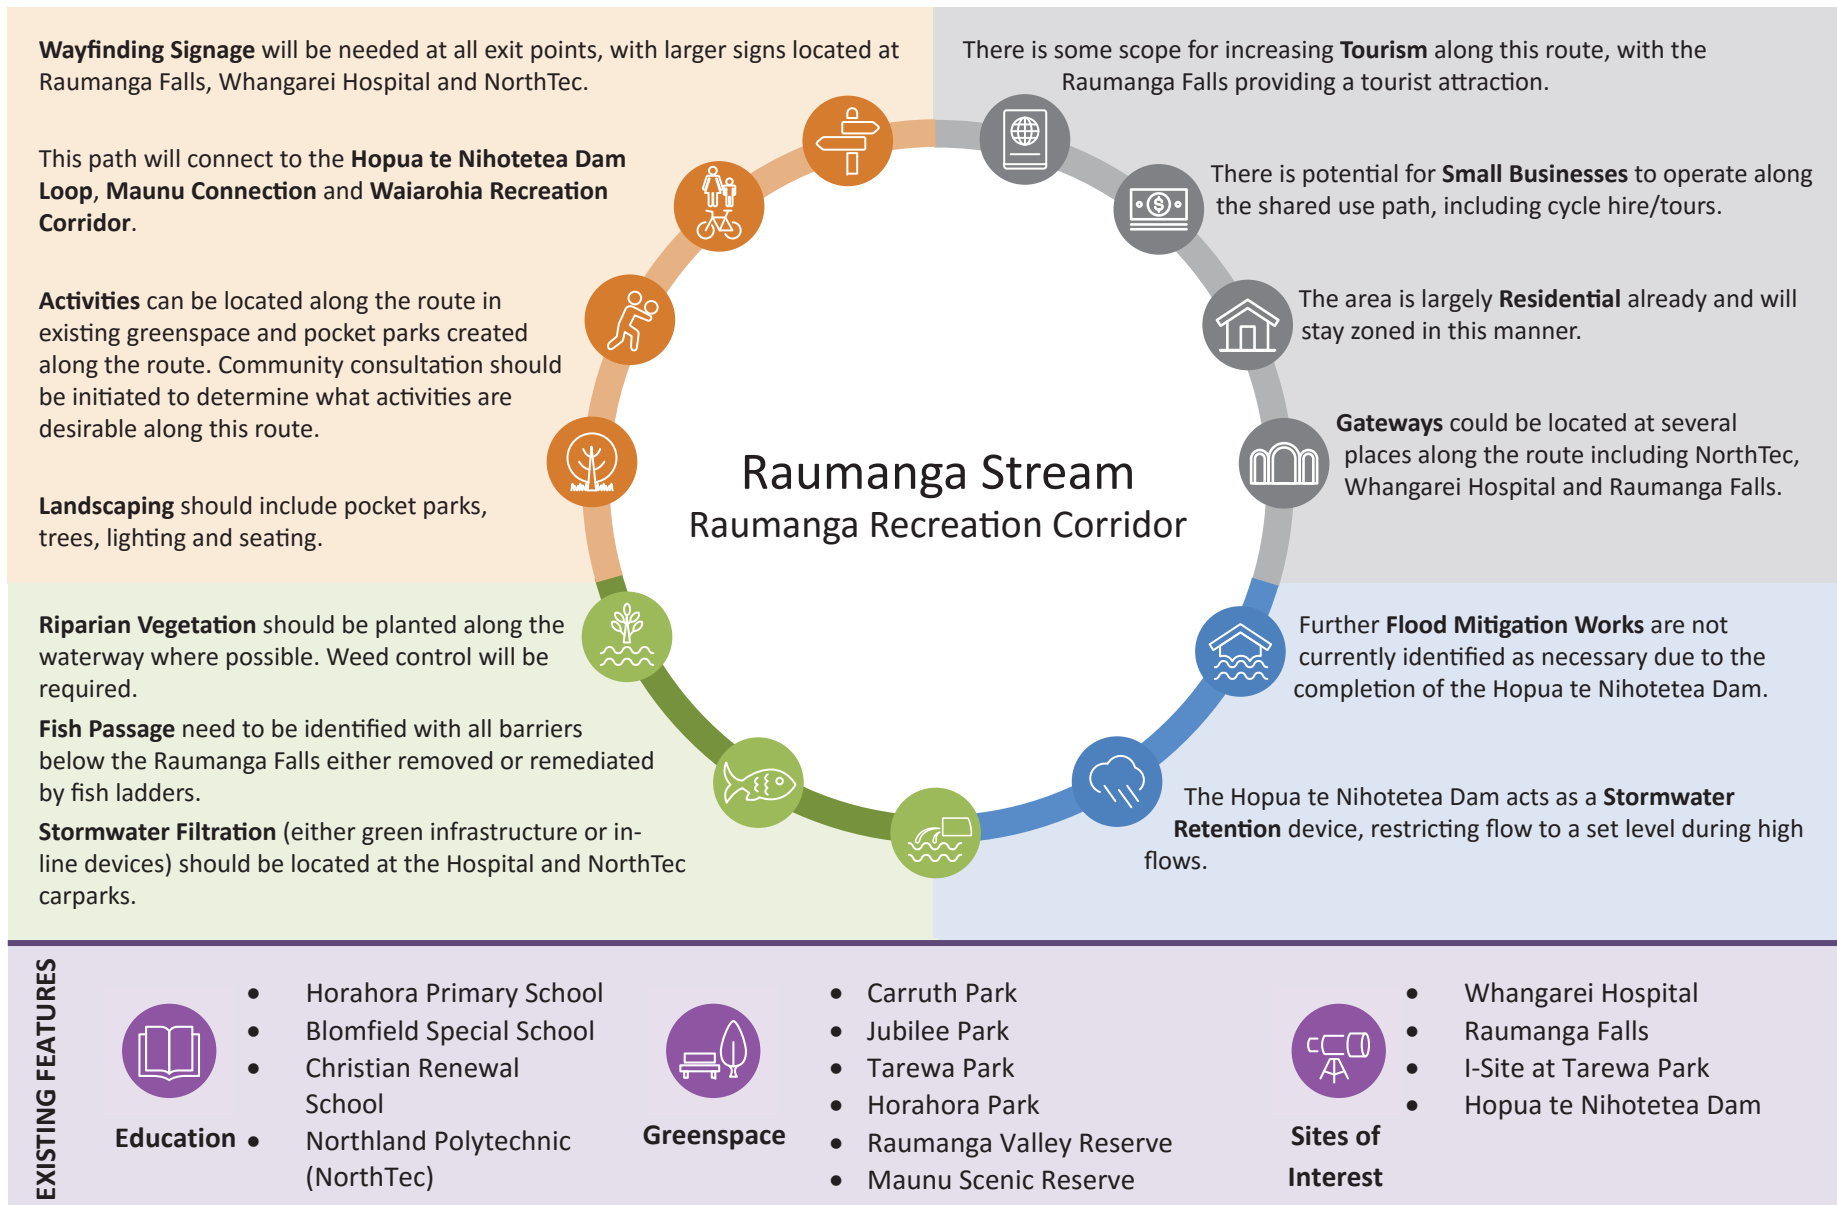 Wayfinding Signage will be needed at all exit points, with larger signs located at
Raumanga Falls, Whangarei Hospital and NorthTec.
This path will connect to the Hopua te Nihotetea Dam
Loop, Maunu Connection and Waiarohia Recreation
Corridor.
Activities can be located along the route in
existing greenspace and pocket parks created
along the route. Community consultation should
be initiated to determine what activities are
desirable along this route.
Landscaping should include pocket parks,
trees, lighting and seating.
There is some scope for increasing Tourism along this route, with the
Raumanga Falls providing a tourist attraction.
There is potential for Small Businesses to operate along
the shared use path, including cycle hire/tours.
The area is largely Residential already and will
stay zoned in this manner.
Gateways could be located at several
places along the route including NorthTec,
Whangarei Hospital and Raumanga Falls.
Raumanga Stream
Raumanga Recreation Corridor
Riparian Vegetation should be planted along the
waterway where possible. Weed control will be
required.
Fish Passage need to be identified with all barriers
below the Raumanga Falls either removed or remediated
by fish ladders.
Stormwater Filtration (either green infrastructure or in-
line devices) should be located at the Hospital and NorthTec
carparks.
Further Flood Mitigation Works are not
currently identified as necessary due to the
completion of the Hopua te Nihotetea Dam.
The Hopua te Nihotetea Dam acts as a Stormwater
Retention device, restricting flow to a set level during high
flows.
EXISTING FEATURES
Education
• Horahora Primary School
• Blomfield Special School
• Christian Renewal
School
• Northland Polytechnic
(NorthTec)
Greenspace
• Carruth Park
• Jubilee Park
• Tarewa Park
• Horahora Park
• Raumanga Valley Reserve
• Maunu Scenic Reserve
Sites of
Interest
• Whangarei Hospital
• Raumanga Falls
• I-Site at Tarewa Park
• Hopua te Nihotetea Dam